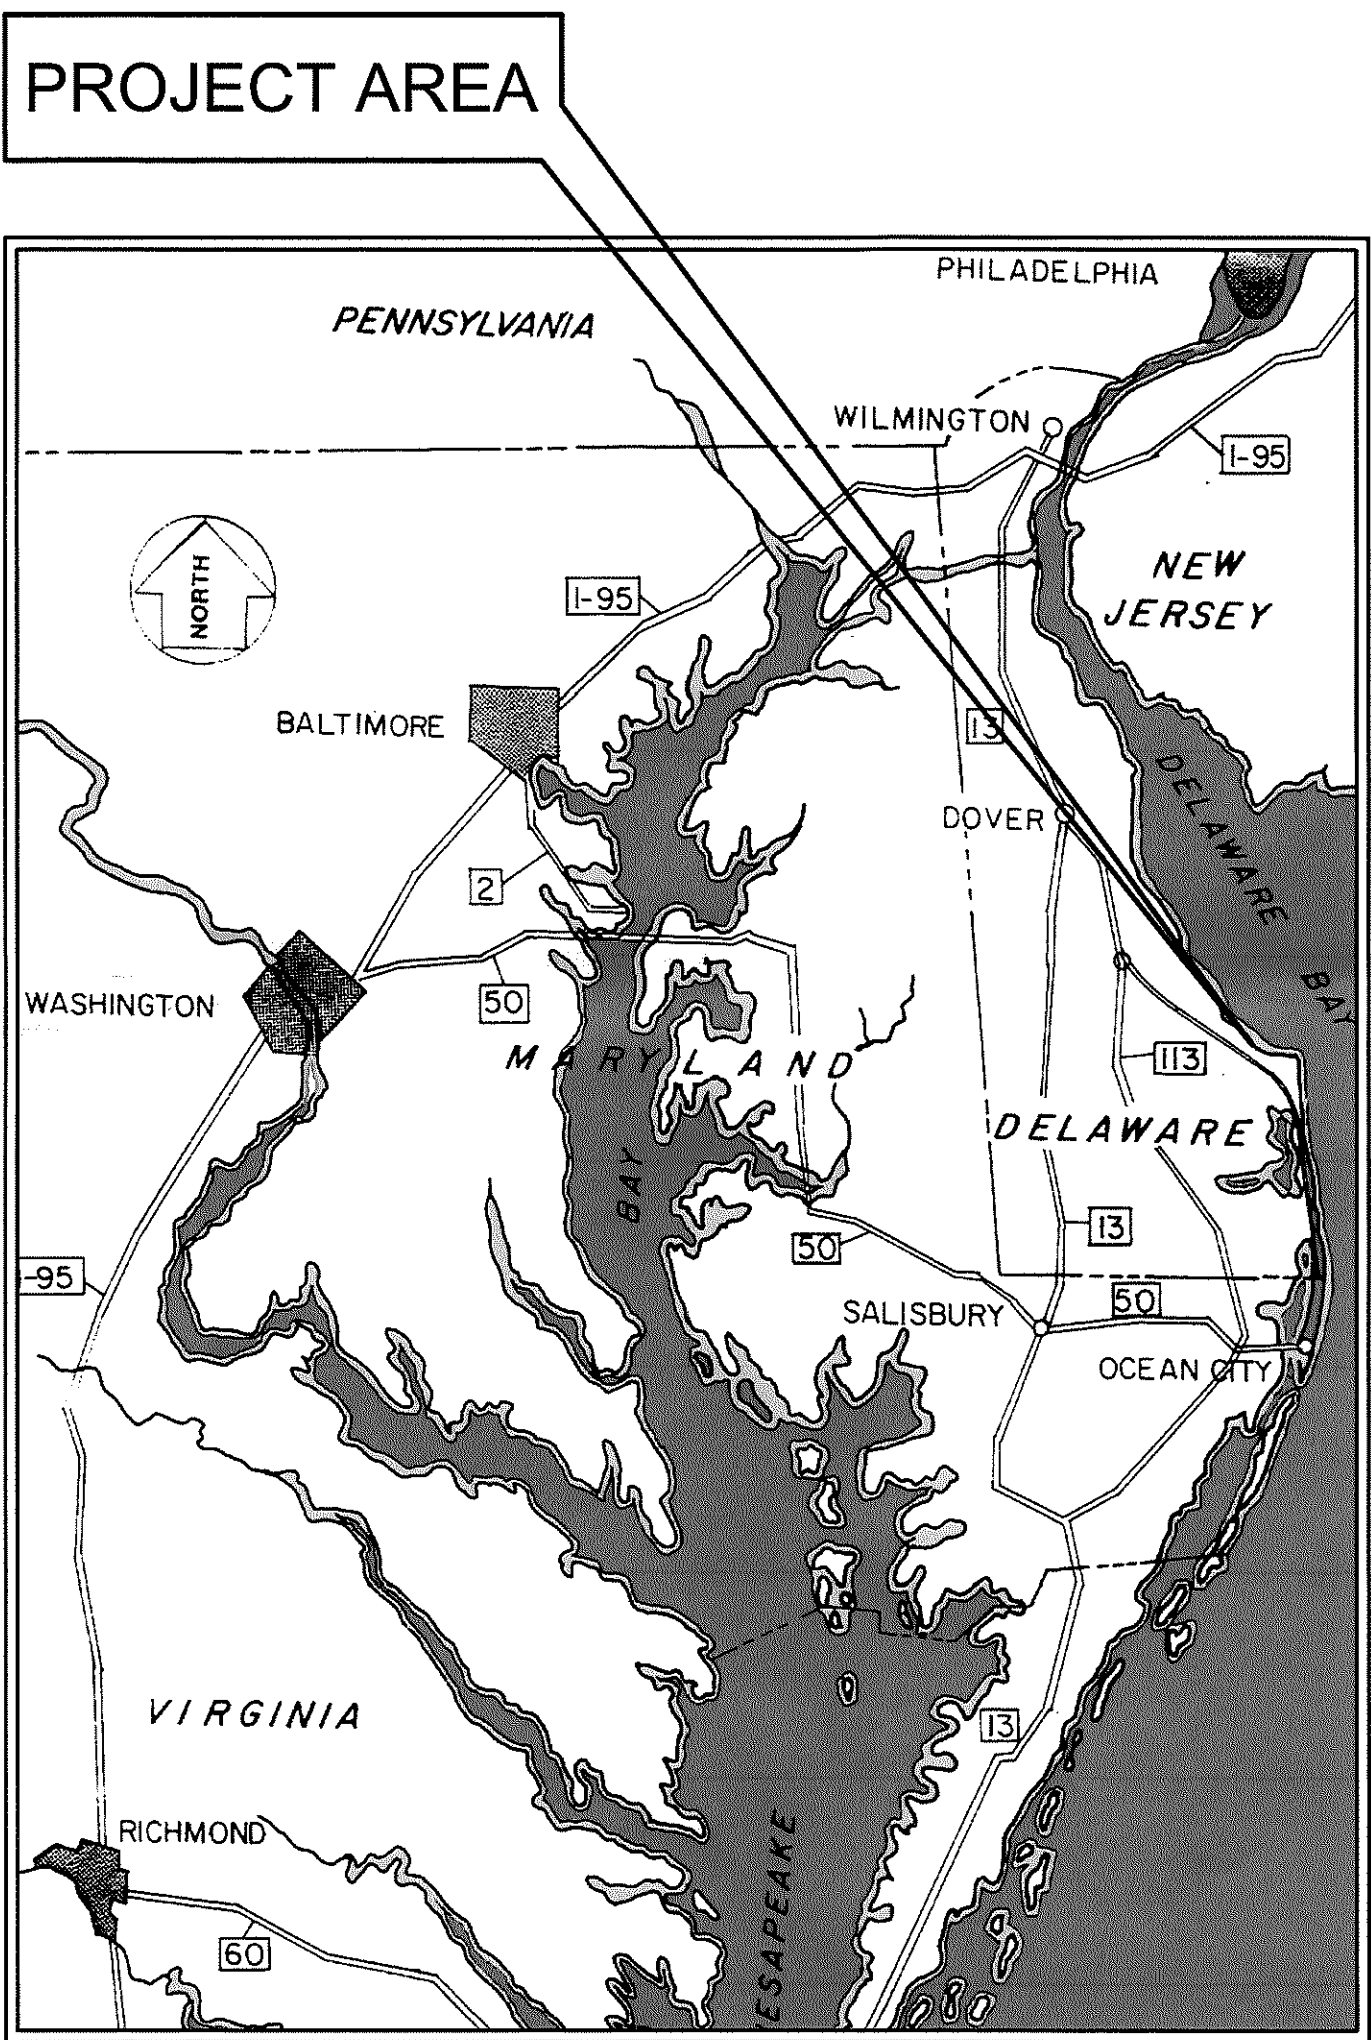 PROJECT AREA
PHILADELPHIA
PENNSYLVANIA
WILMINGTON
I-95
NEW
JERSEY
NORTH
I-95
BALTIMORE
13
DELAWARE
BAY
DOVER
2
WASHINGTON
50
MARYLAND
113
DELAWARE
BAY
13
50
-95
SALISBURY
50
OCEAN CITY
VIRGINIA
13
RICHMOND
ESAPEAKE
60